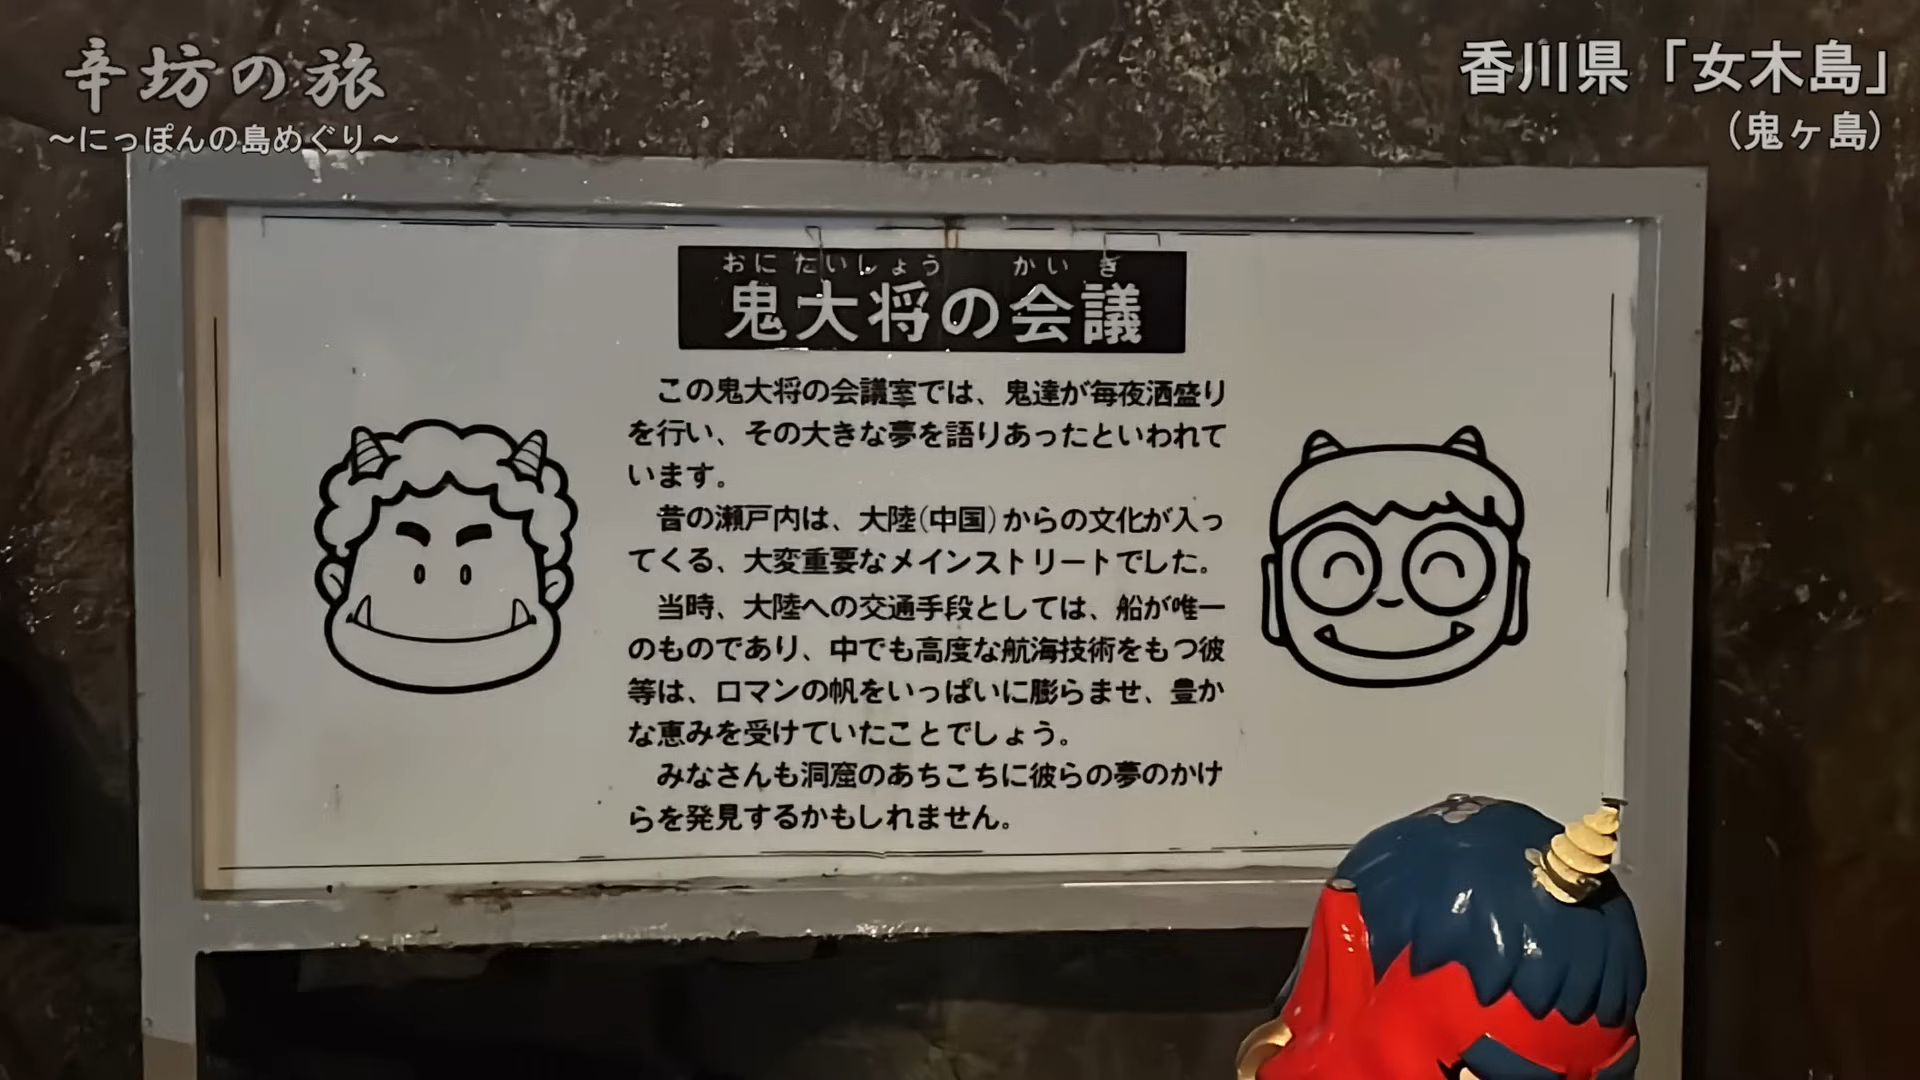 辛坊の旅
～にっぽんの島めぐり～
香川県「女木島」
（鬼ヶ島）
おにたいしょう かいぎ
鬼大将の会議
この鬼大将の会議室では、鬼達が毎夜酒盛り
を行い、その大きな夢を語りあったといわれて
います。
昔の瀬戸内は、大陸（中国）からの文化が入っ
てくる、大変重要なメインストリートでした。
当時、大陸への交通手段としては、船が唯一
のものであり、中でも高度な航海技術をもつ彼
等は、ロマンの帆をいっぱいに膨らませ、豊か
な恵みを受けていたことでしょう。
みなさんも洞窟のあちこちに彼らの夢のかけ
らを発見するかもしれません。